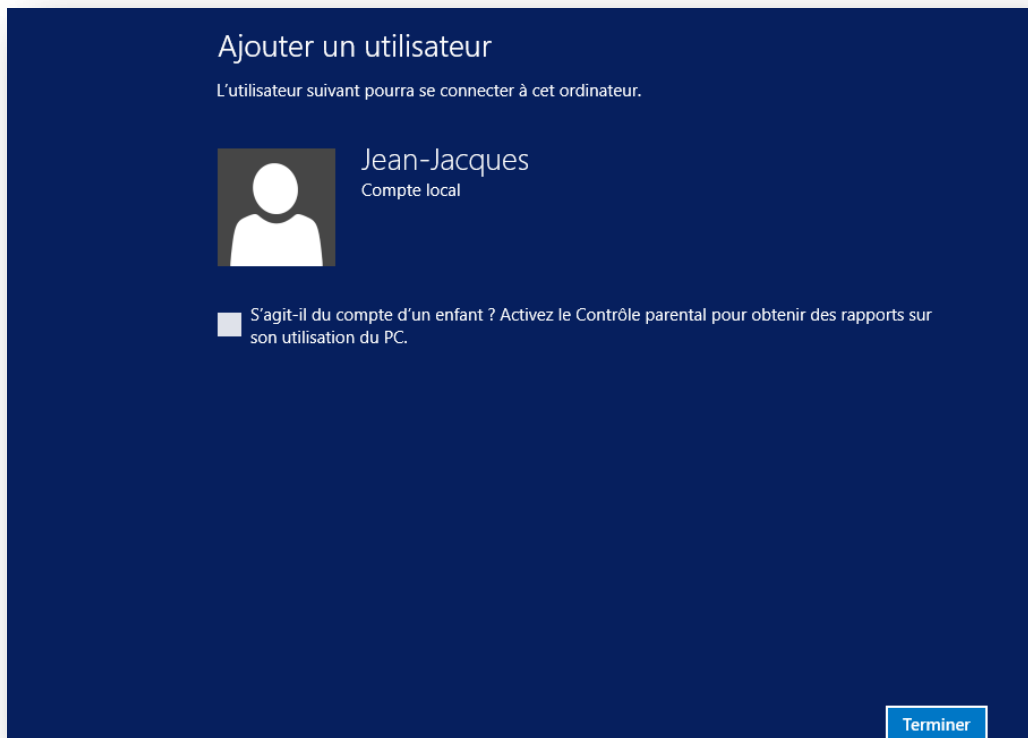 Ajouter un utilisateur
L’utilisateur suivant pourra se connecter à cet ordinateur.
Jean-Jacques
Compte local
S’agit-il du compte d’un enfant ? Activez le Contrôle parental pour obtenir des rapports sur
son utilisation du PC.
Terminer